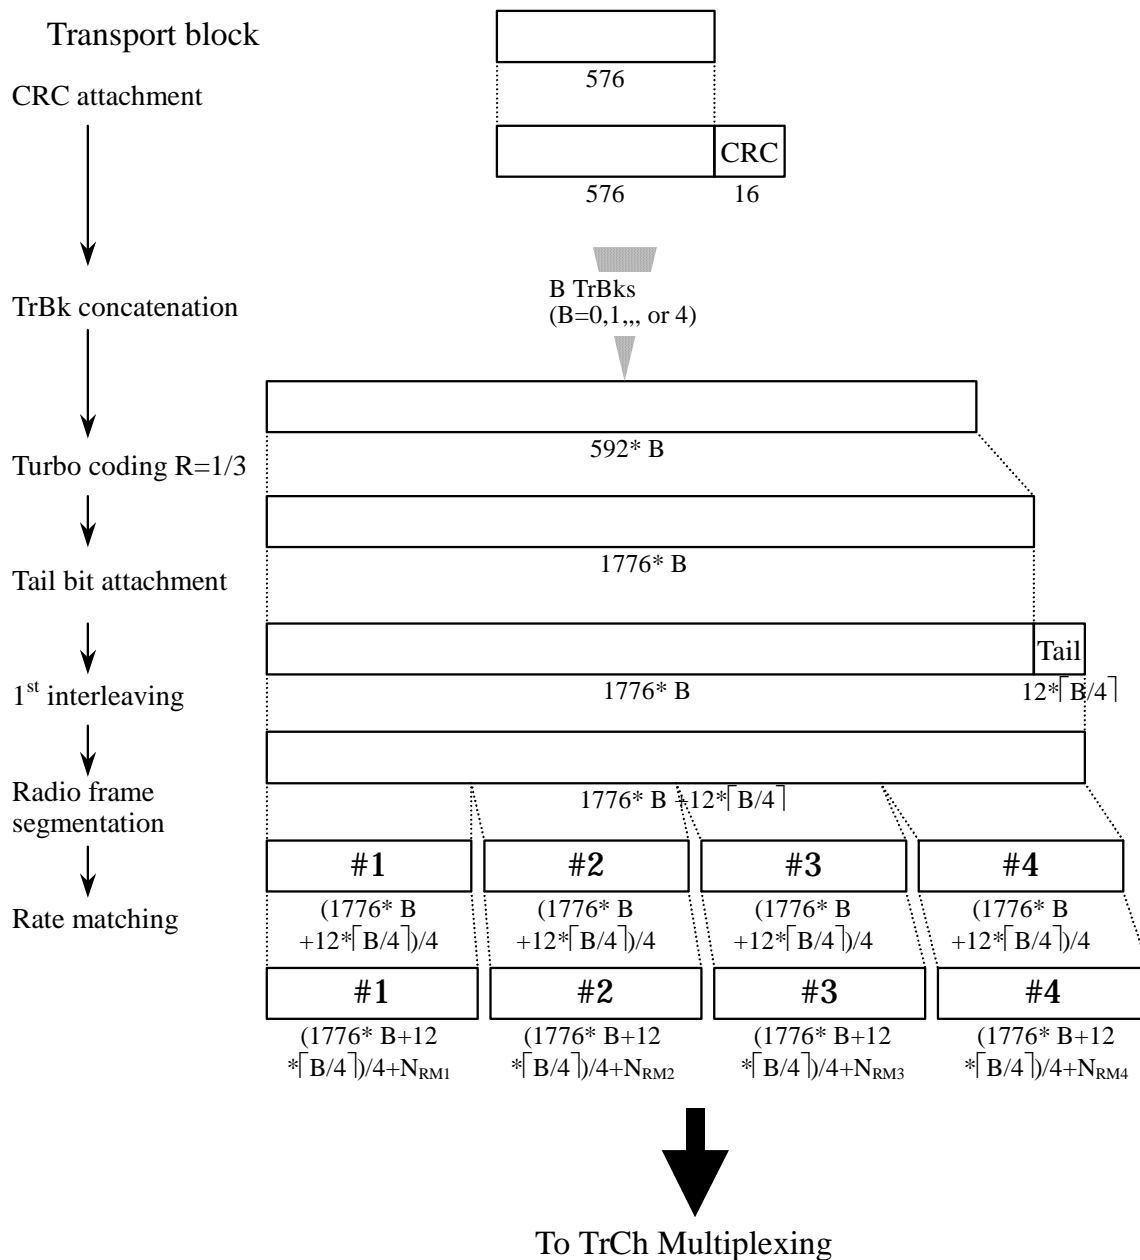 Transport block
576
CRC attachment
CRC
576 16
B TrBks
(B=0,1,,, or 4)
TrBk concatenation
592* B
Turbo coding R=1/3
1776* B
Tail bit attachment
Tail
1776* B 12*⌈B/4⌉
1st interleaving
Radio frame
segmentation
1776* B +12*⌈B/4⌉
#1 #2 #3 #4
Rate matching
(1776* B (1776* B (1776* B (1776* B
+12*⌈B/4⌉)/4 +12*⌈B/4⌉)/4 +12*⌈B/4⌉)/4 +12*⌈B/4⌉)/4
#1 #2 #3 #4
(1776* B+12 (1776* B+12 (1776* B+12 (1776* B+12
*⌈B/4⌉)/4+NRM1 *⌈B/4⌉)/4+NRM2 *⌈B/4⌉)/4+NRM3 *⌈B/4⌉)/4+NRM4
To TrCh Multiplexing